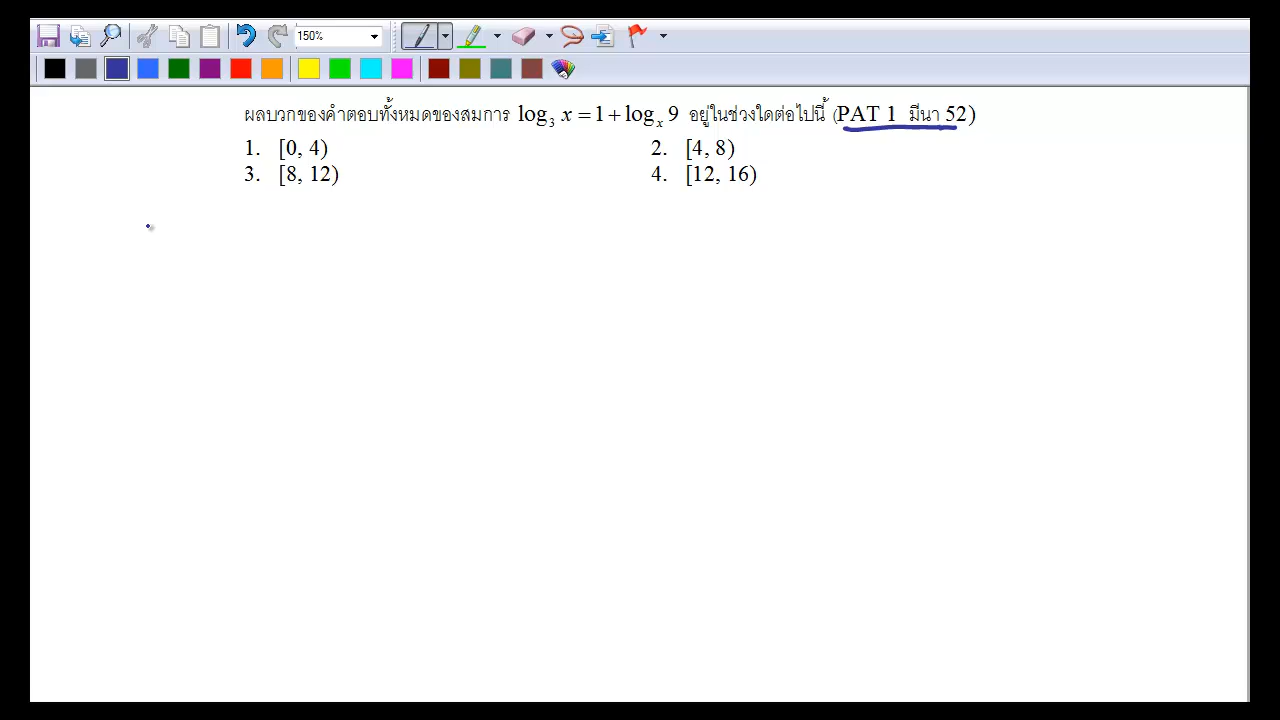 150%
ผลบวกของคำตอบทั้งหมดของสมการ log₃ x = 1 + logₓ 9 อยู่ในช่วงใดต่อไปนี้ (PAT 1 มีนา 52)
1. [0, 4) 2. [4, 8)
3. [8, 12) 4. [12, 16)